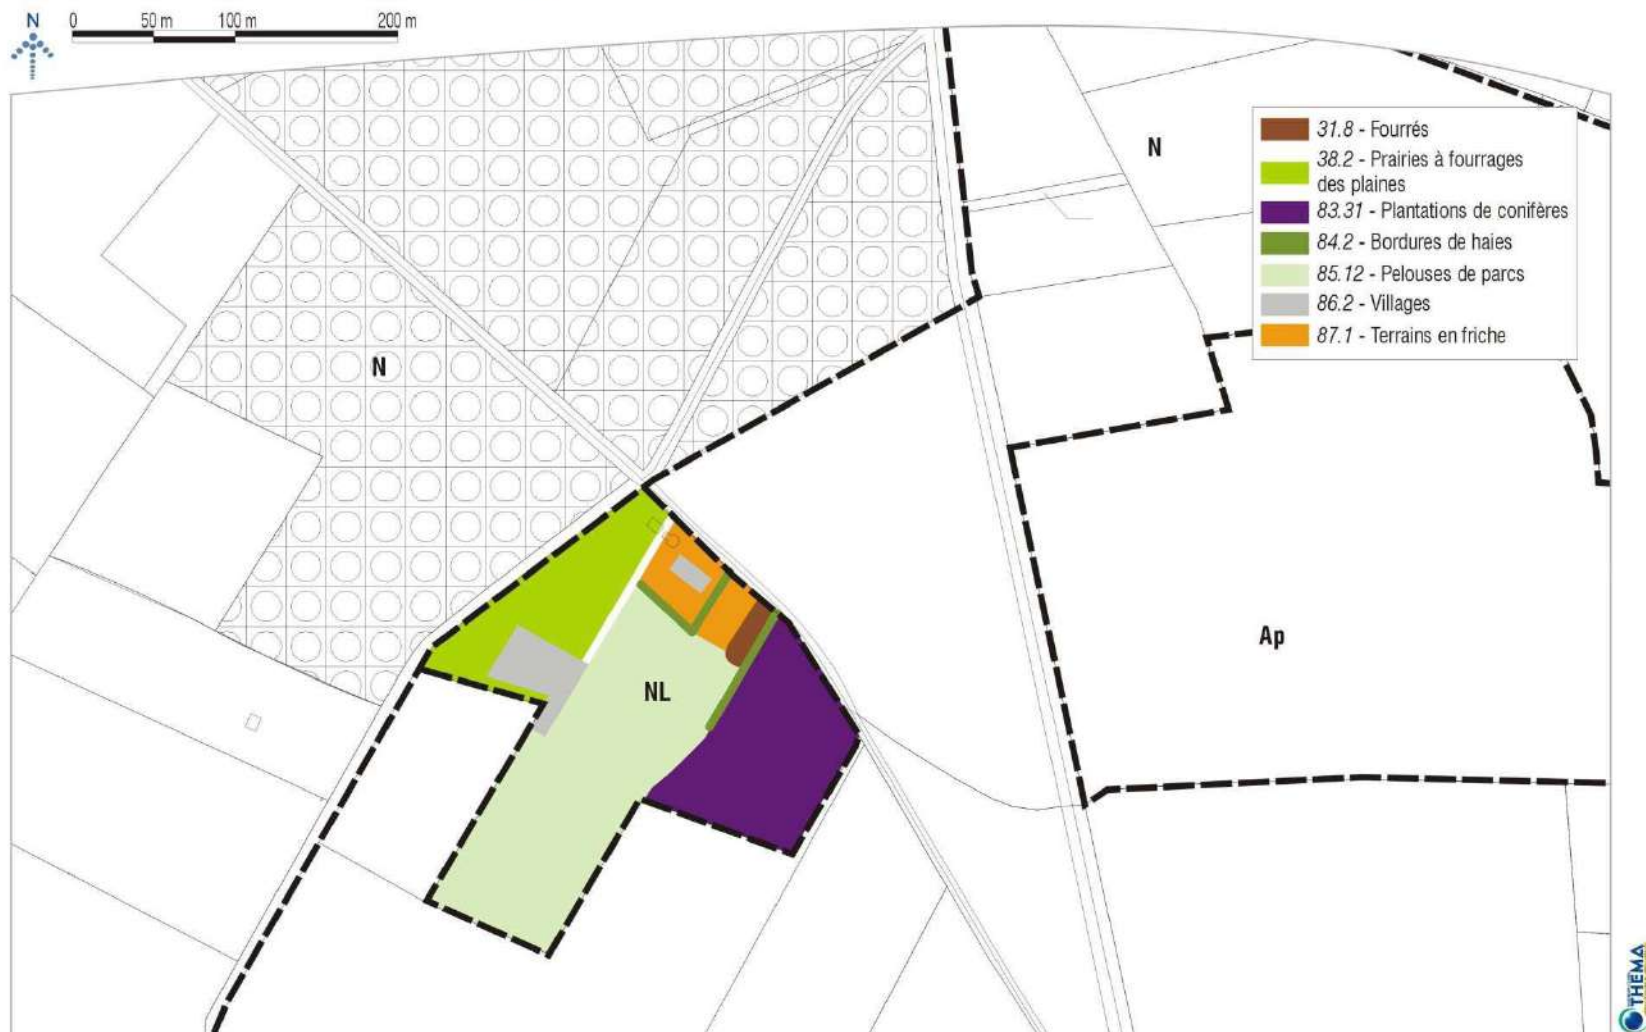 N
0 50 m 100 m 200 m
N
31.8 - Fourrés
38.2 - Prairies à fourrages
des plaines
83.31 - Plantations de conifères
84.2 - Bordures de haies
85.12 - Pelouses de parcs
86.2 - Villages
87.1 - Terrains en friche
N
Ap
NL
THEMA